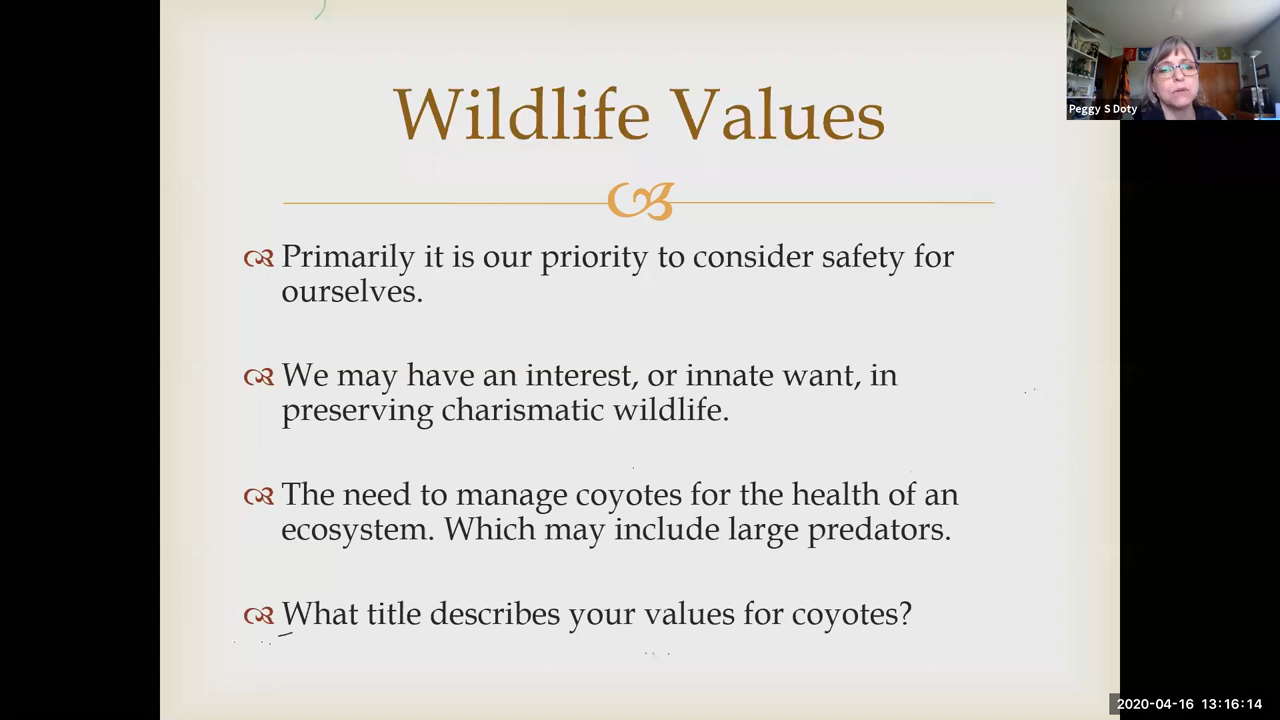 Wildlife Values
Primarily it is our priority to consider safety for
ourselves.
We may have an interest, or innate want, in
preserving charismatic wildlife.
The need to manage coyotes for the health of an
ecosystem. Which may include large predators.
What title describes your values for coyotes?
Peggy S Doty
2020-04-16 13:16:14